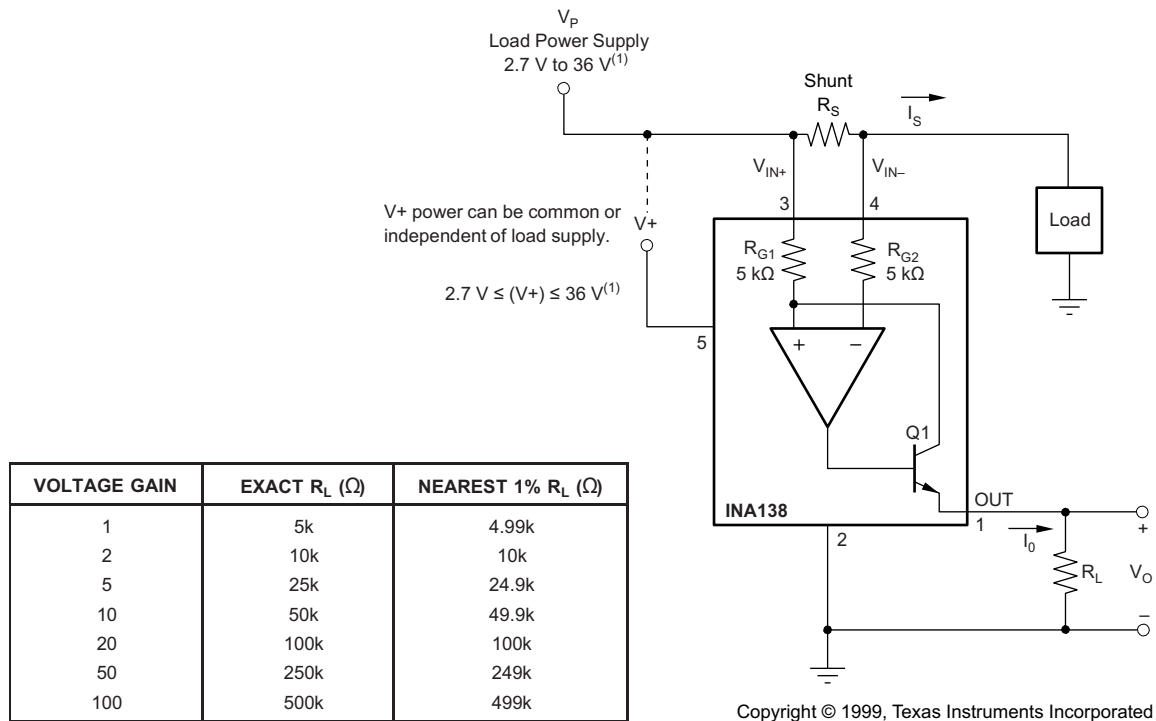 V_P
Load Power Supply
2.7 V to 36 V⁽¹⁾
Shunt
R_S
I_S
V_IN+
V_IN–
3
4
V+ power can be common or
independent of load supply.
V+
Load
R_G1
5 kΩ
R_G2
5 kΩ
2.7 V ≤ (V+) ≤ 36 V⁽¹⁾
5
+
–
Q1
OUT
INA138
1
2
I_0
+
R_L
V_O
–
VOLTAGE GAIN EXACT R_L (Ω) NEAREST 1% R_L (Ω)
1 5k 4.99k
2 10k 10k
5 25k 24.9k
10 50k 49.9k
20 100k 100k
50 250k 249k
100 500k 499k
Copyright © 1999, Texas Instruments Incorporated